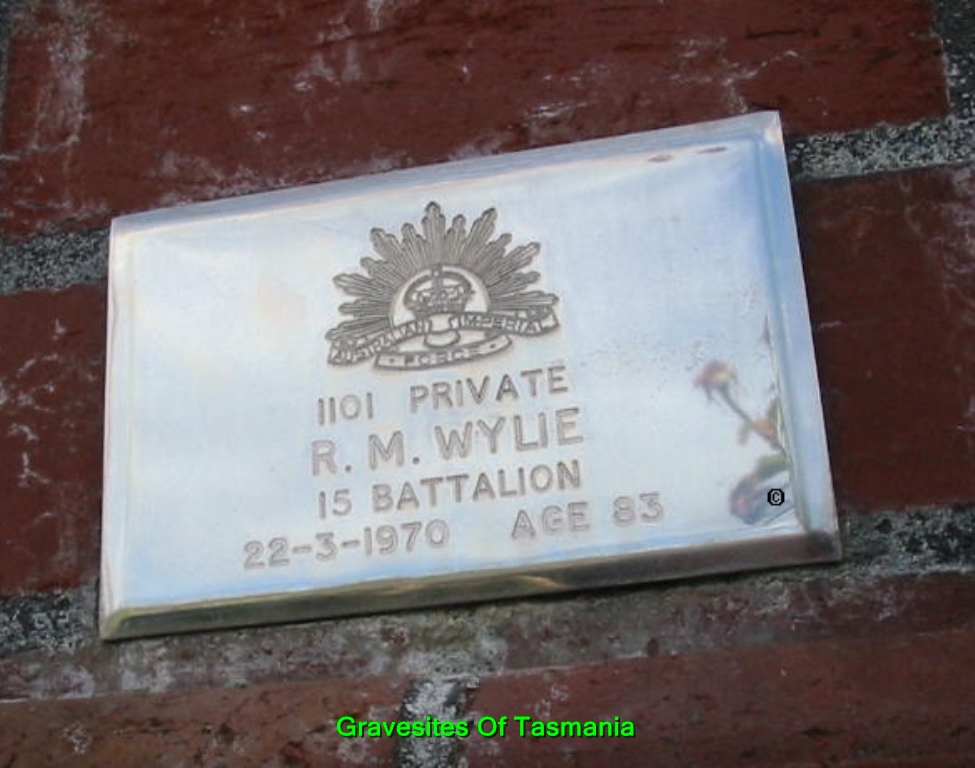 AUSTRALIAN IMPERIAL
FORCE
1101 PRIVATE
R. M. WYLIE
15 BATTALION
22-3-1970 AGE 83
©
Gravesites Of Tasmania